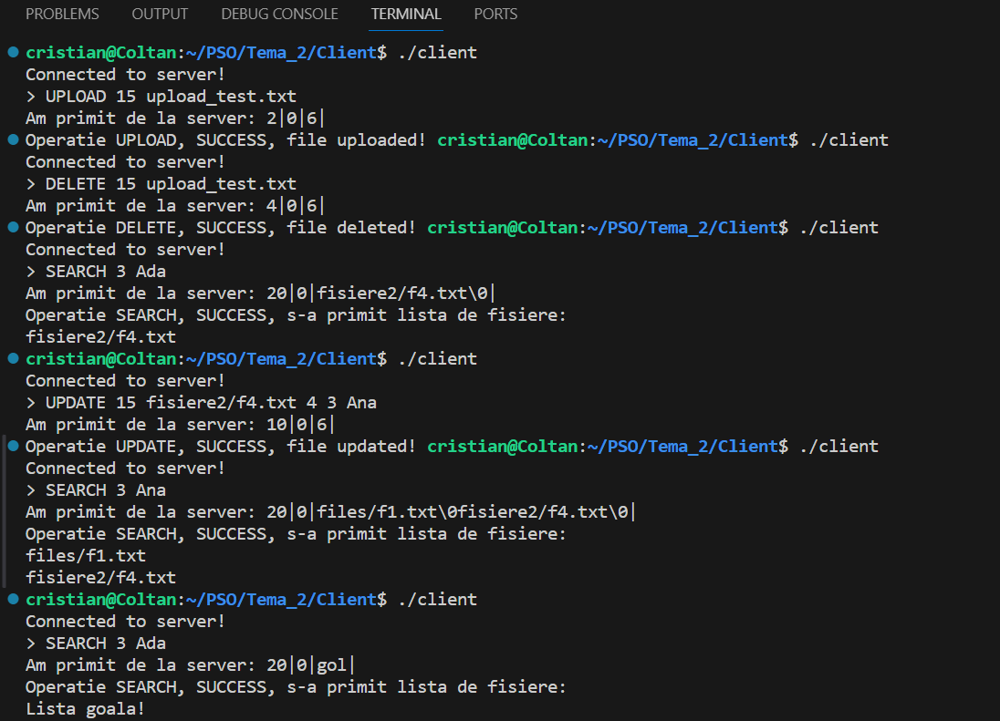 PROBLEMS OUTPUT DEBUG CONSOLE TERMINAL PORTS
cristian@Coltan:~/PSO/Tema_2/Client$ ./client
Connected to server!
> UPLOAD 15 upload_test.txt
Am primit de la server: 2|0|6|
Operatie UPLOAD, SUCCESS, file uploaded! cristian@Coltan:~/PSO/Tema_2/Client$ ./client
Connected to server!
> DELETE 15 upload_test.txt
Am primit de la server: 4|0|6|
Operatie DELETE, SUCCESS, file deleted! cristian@Coltan:~/PSO/Tema_2/Client$ ./client
Connected to server!
> SEARCH 3 Ada
Am primit de la server: 20|0|fisiere2/f4.txt\0|
Operatie SEARCH, SUCCESS, s-a primit lista de fisiere:
fisiere2/f4.txt
cristian@Coltan:~/PSO/Tema_2/Client$ ./client
Connected to server!
> UPDATE 15 fisiere2/f4.txt 4 3 Ana
Am primit de la server: 10|0|6|
Operatie UPDATE, SUCCESS, file updated! cristian@Coltan:~/PSO/Tema_2/Client$ ./client
Connected to server!
> SEARCH 3 Ana
Am primit de la server: 20|0|files/f1.txt\0fisiere2/f4.txt\0|
Operatie SEARCH, SUCCESS, s-a primit lista de fisiere:
files/f1.txt
fisiere2/f4.txt
cristian@Coltan:~/PSO/Tema_2/Client$ ./client
Connected to server!
> SEARCH 3 Ada
Am primit de la server: 20|0|gol|
Operatie SEARCH, SUCCESS, s-a primit lista de fisiere:
Lista goala!